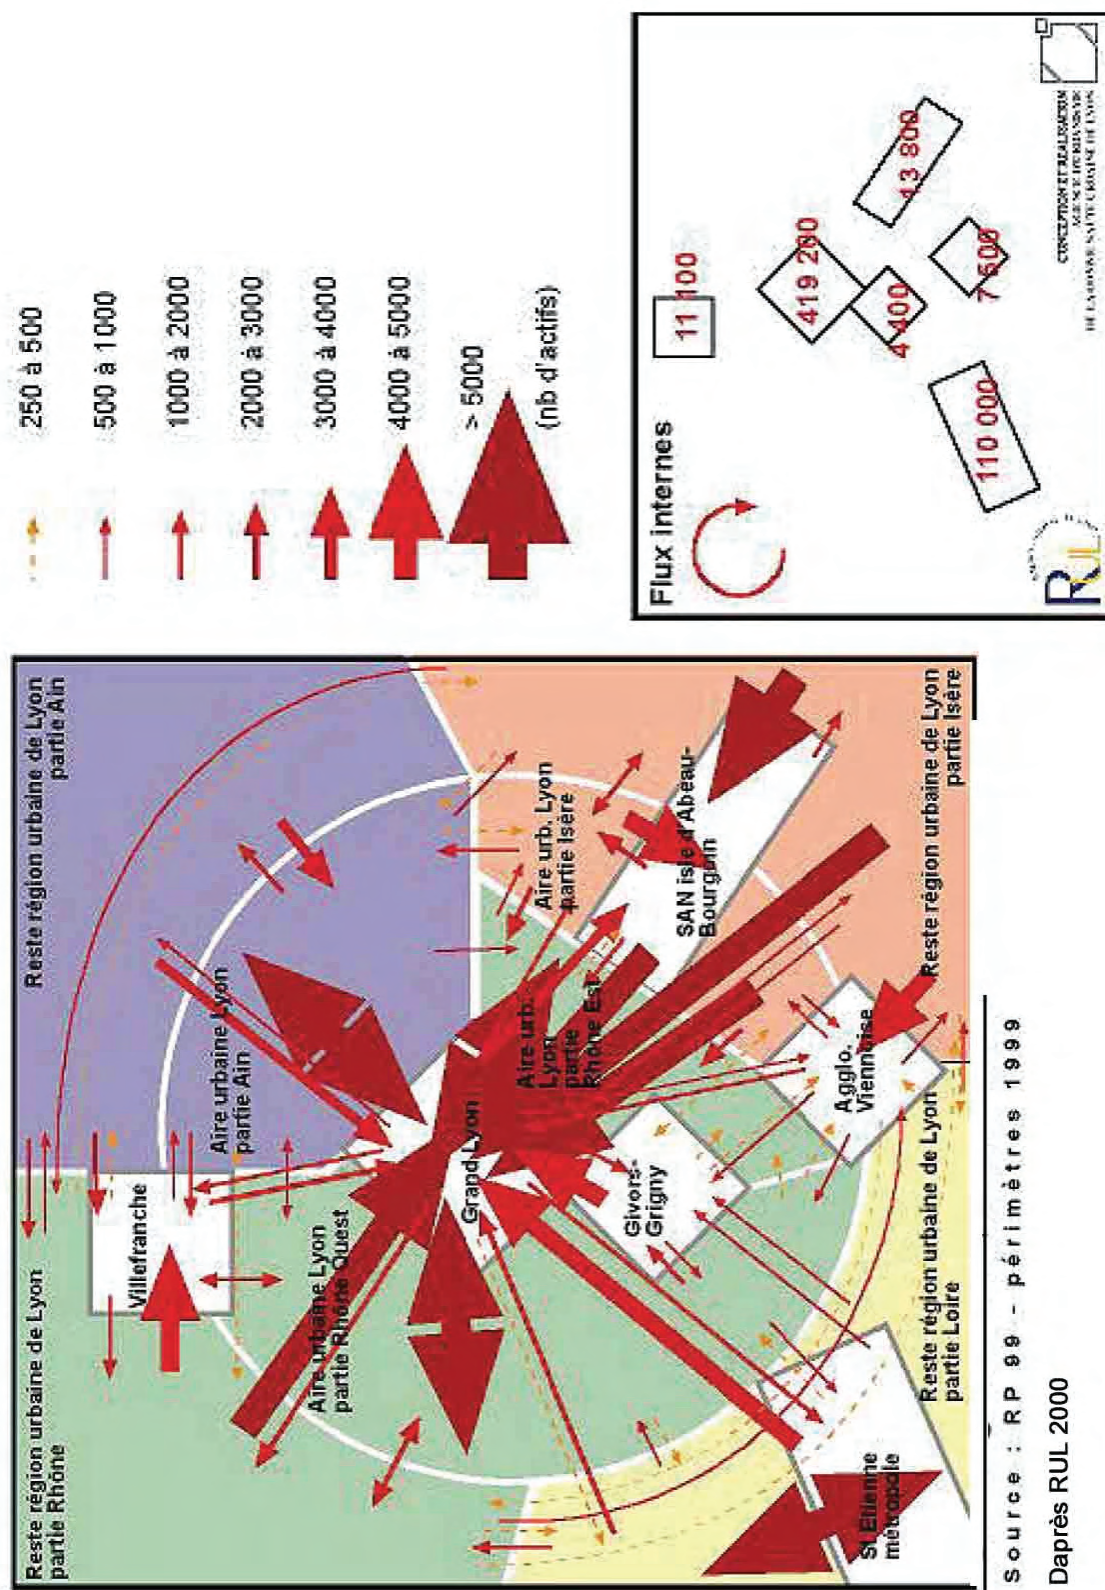 Reste région urbaine de Lyon
partie Rhône
Reste région urbaine de Lyon
partie Ain
Villefranche
Aire urbaine Lyon
partie Ain
Aire urbaine Lyon
partie Rhône Ouest
Grand Lyon
Aire urb.
Lyon
partie
Rhône Est
Aire urb. Lyon
partie Isère
SAN isle d'Abeau-
Bourgoin
Givors-
Grigny
Agglo.
Viennoise
St Etienne
métropole
Reste région urbaine de Lyon
partie Loire
Reste région urbaine de Lyon
partie Isère
Source : RP 99 - périmètres 1999
Daprès RUL 2000
250 à 500
500 à 1000
1000 à 2000
2000 à 3000
3000 à 4000
4000 à 5000
> 5000
(nb d'actifs)
Flux internes
11 100
419 200
13 800
4 400
7 600
110 000
RUL
CONCEPTION ET REALISATION